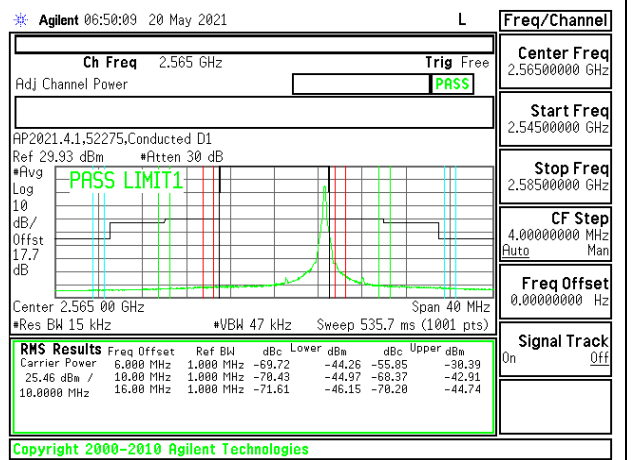 Agilent 06:50:09 20 May 2021 L
Freq/Channel
Ch Freq 2.565 GHz Trig Free
Adj Channel Power PASS
Center Freq
2.56500000 GHz
Start Freq
2.54500000 GHz
Stop Freq
2.58500000 GHz
CF Step
4.00000000 MHz
Auto Man
Freq Offset
0.00000000 Hz
Signal Track
On Off
AP2021.4.1,52275,Conducted D1
Ref 29.93 dBm #Atten 30 dB
#Avg
Log
10
dB/
Offst
17.7
dB
PASS LIMIT1
Center 2.565 00 GHz Span 40 MHz
#Res BW 15 kHz #VBW 47 kHz Sweep 535.7 ms (1001 pts)
RMS Results Freq Offset Ref BW dBc Lower dBm dBc Upper dBm
Carrier Power 6.000 MHz 1.000 MHz -69.72 -44.26 -55.85 -30.39
25.46 dBm / 10.00 MHz 1.000 MHz -70.43 -44.97 -68.37 -42.91
10.0000 MHz 16.00 MHz 1.000 MHz -71.61 -46.15 -70.20 -44.74
Copyright 2000-2010 Agilent Technologies